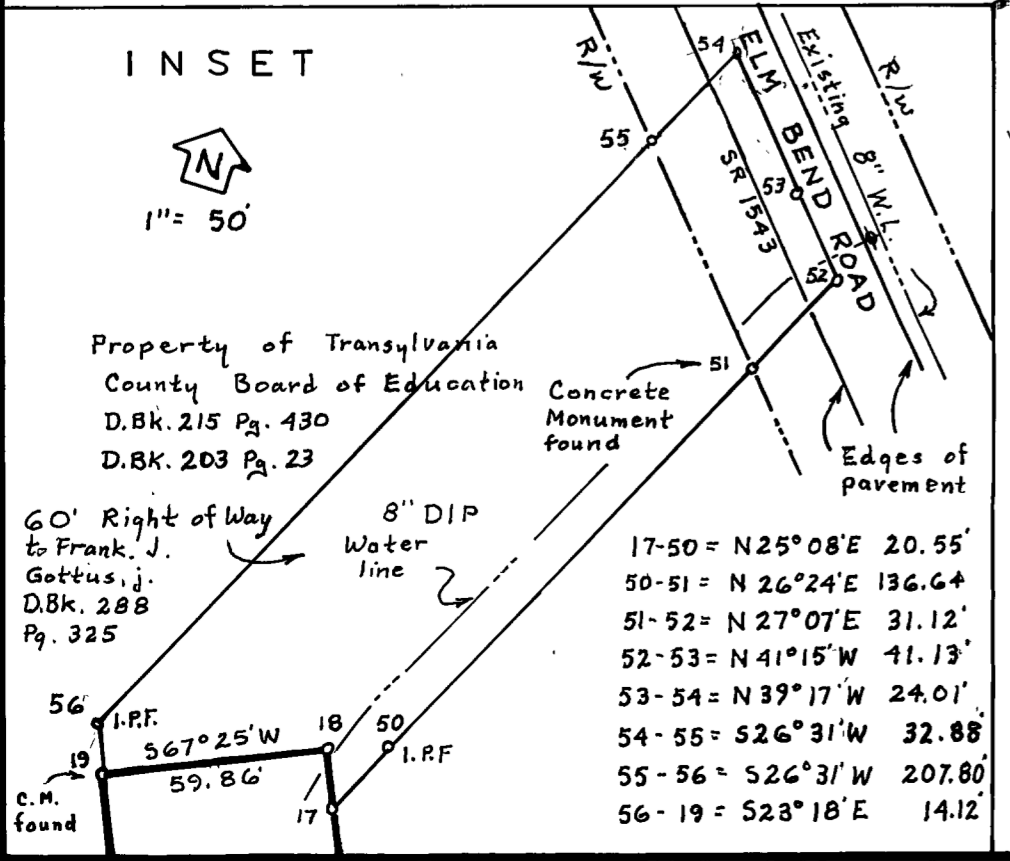 INSET
N
1"= 50'
R/W
54
ELM BEND ROAD
Existing 8" W.L.
R/W
55
SR 1543
53
52
51
Property of Transylvania
County Board of Education
D.Bk. 215 Pg. 430
D.BK. 203 Pg. 23
Concrete
Monument
found
Edges of
pavement
60' Right of Way
to Frank. J.
Gottus, j.
D.Bk. 288
Pg. 325
8" DIP
Water
line
56
I.P.F.
19
S67°25'W
59.86'
18
50
I.P.F
17
C.M.
found
17-50 = N25°08'E 20.55'
50-51 = N 26°24'E 136.64
51-52 = N 27°07'E 31.12'
52-53 = N 41°15'W 41.13'
53-54 = N 39°17'W 24.01'
54-55 = S26°31'W 32.88'
55-56 = S26°31'W 207.80'
56-19 = S23°18'E 14.12'